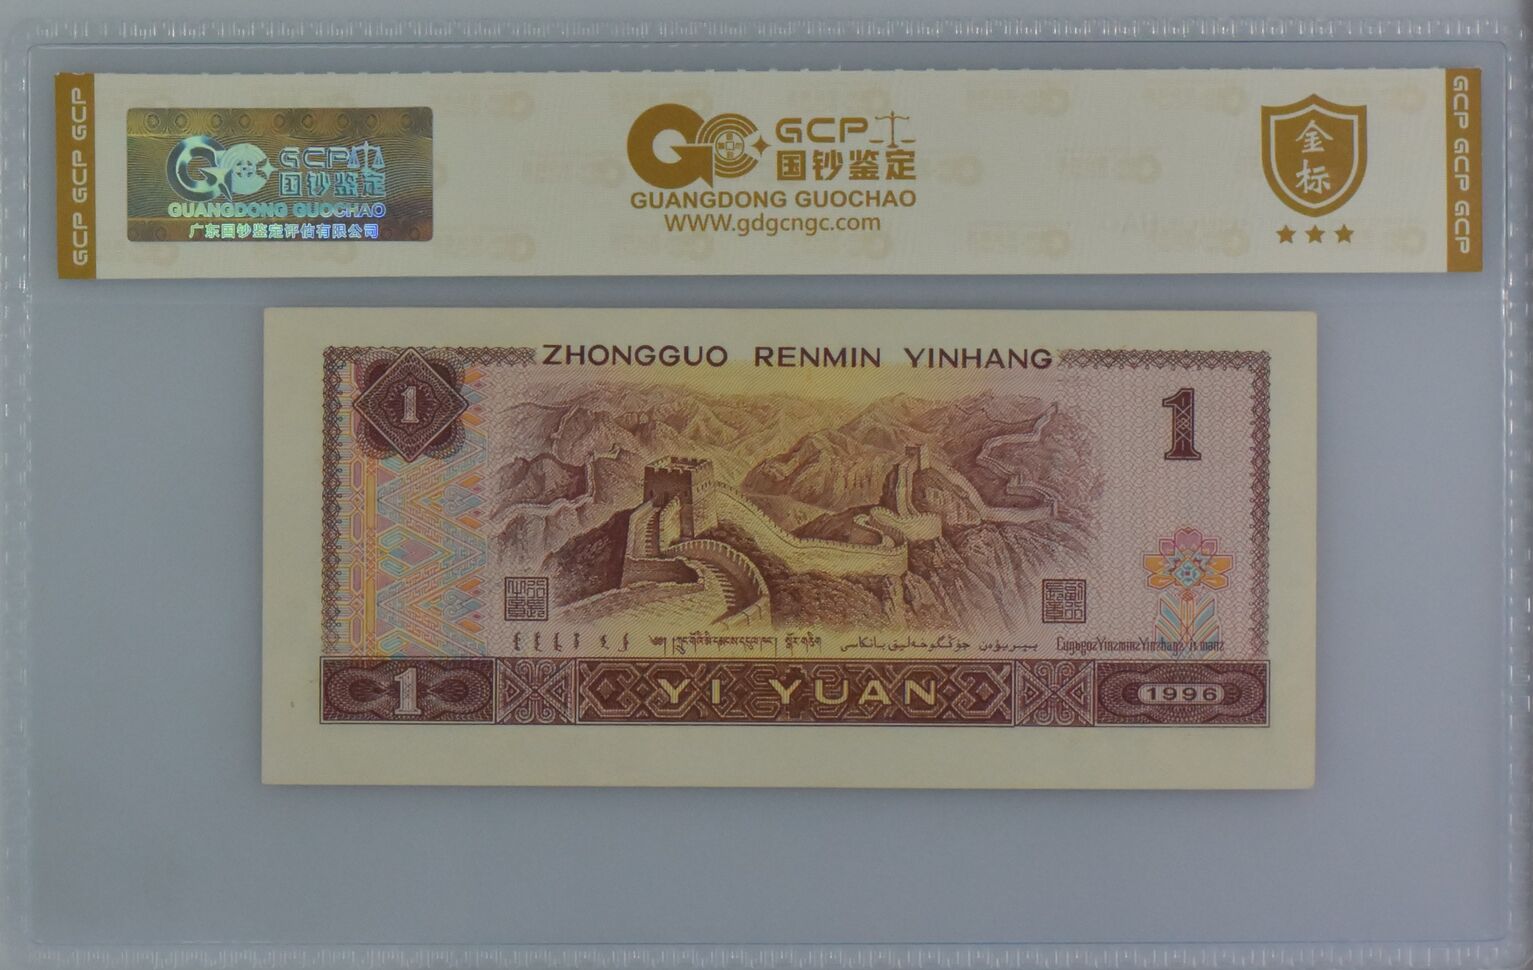 GCP GCP GCP
GCP
国钞鉴定
GUANGDONG GUOCHAO
广东国钞鉴定评估有限公司
GCP
国钞鉴定
GUANGDONG GUOCHAO
WWW.gdgcngc.com
金
标
GCP GCP GCP
ZHONGGUO RENMIN YINHANG
1
1
1
YI YUAN
1996